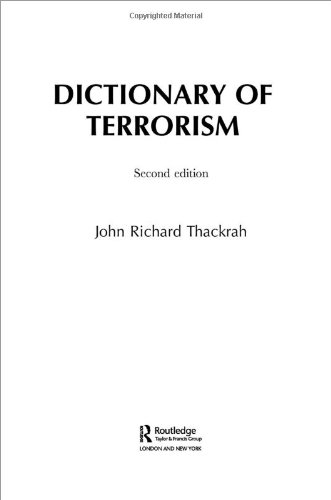 Copyrighted Material
DICTIONARY OF
TERRORISM
Second edition
John Richard Thackrah
R
Routledge
Taylor & Francis Group
LONDON AND NEW YORK